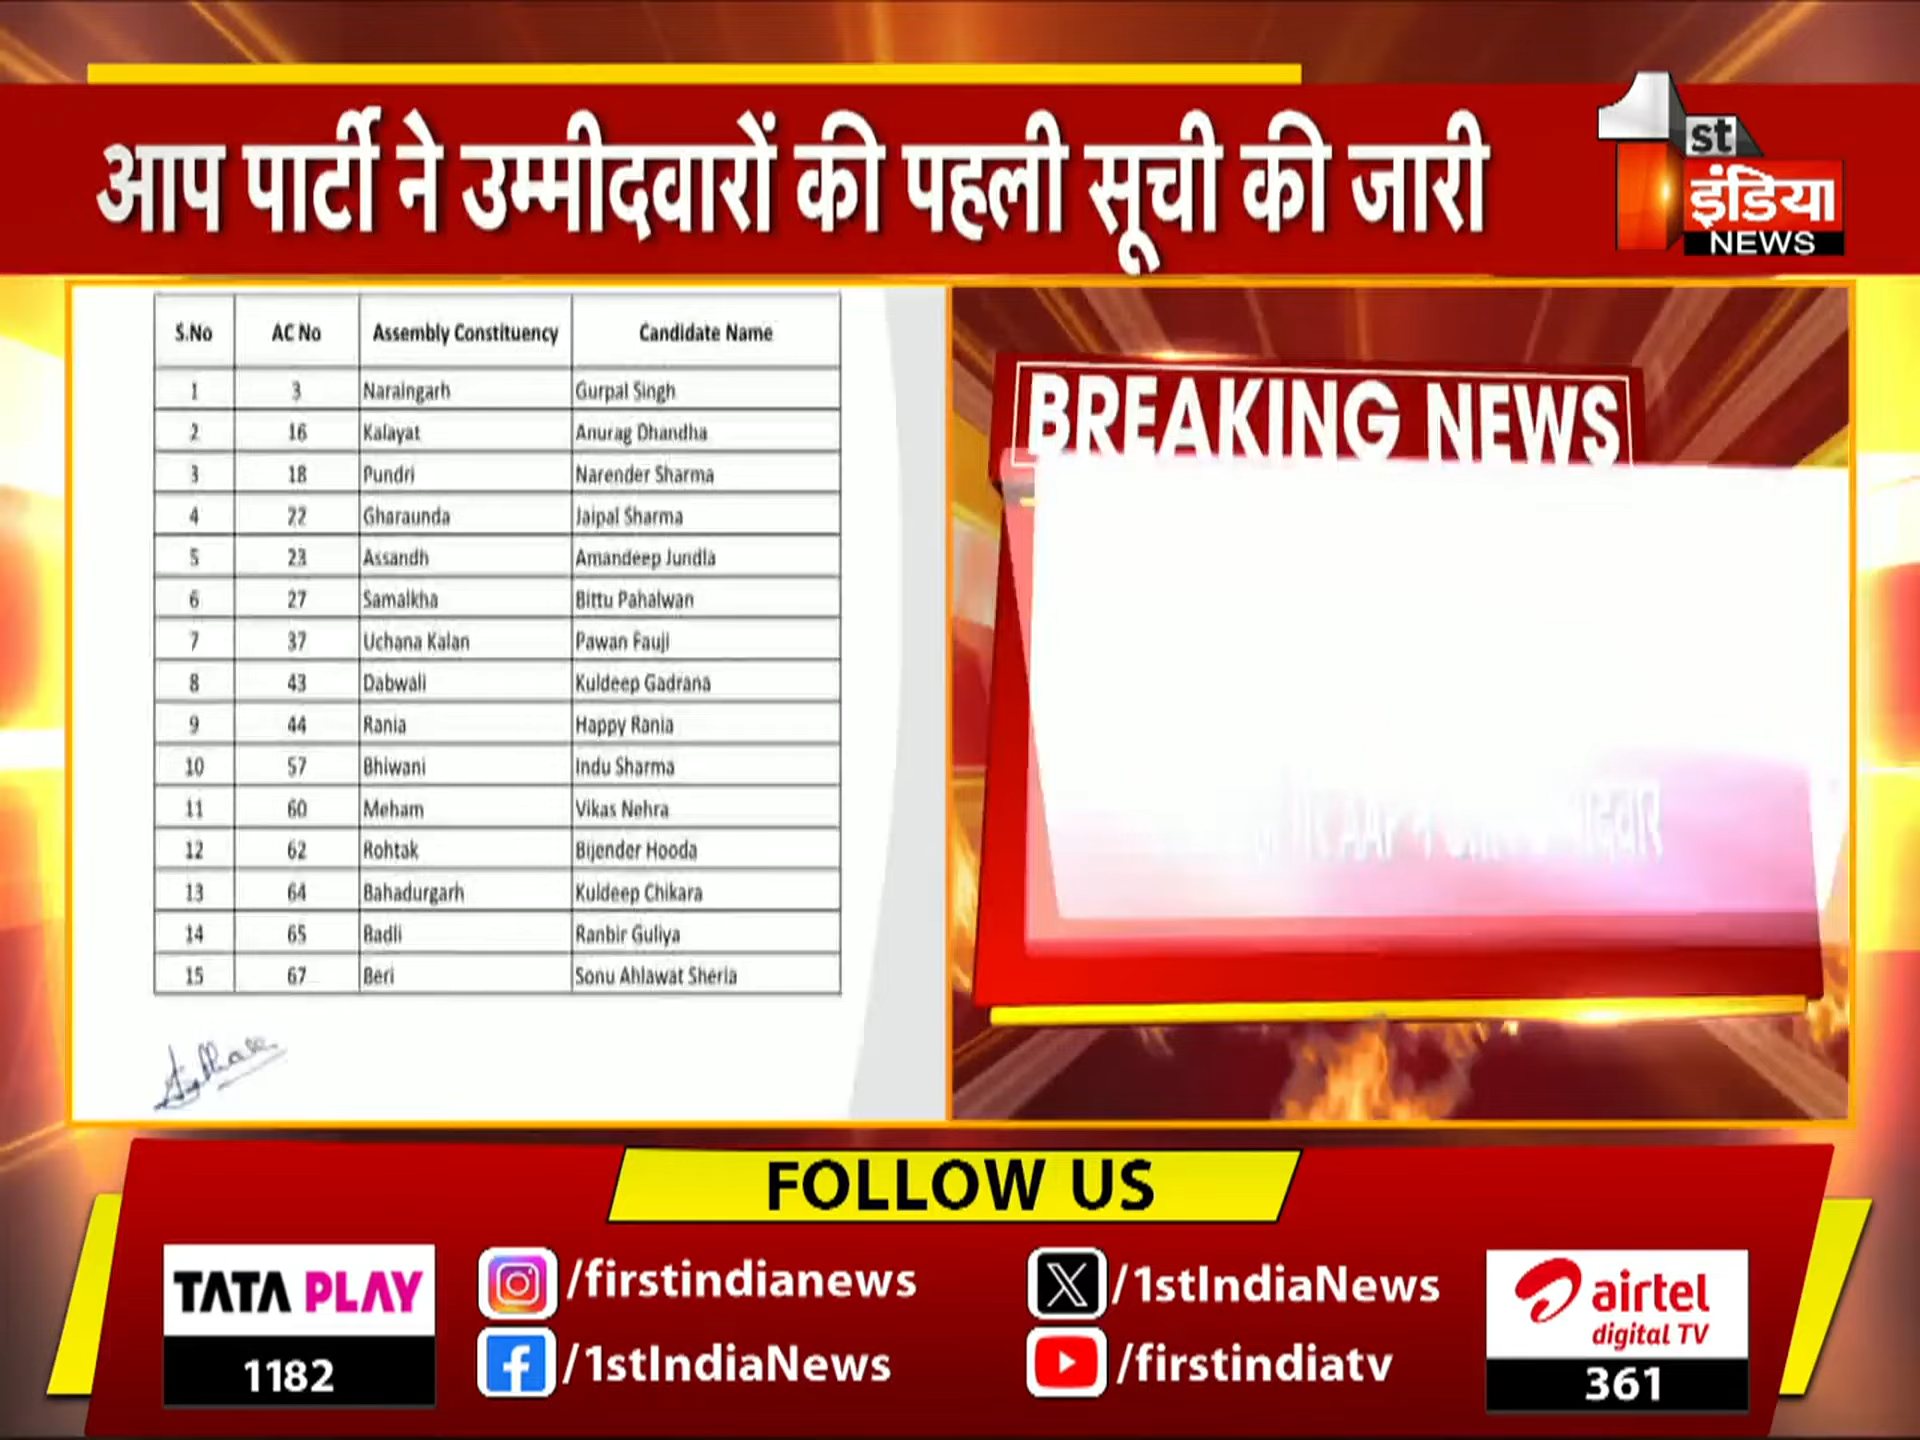 आप पार्टी ने उम्मीदवारों की पहली सूची की जारी
1st
इंडिया
NEWS
S.No AC No Assembly Constituency Candidate Name
1 3 Naraingarh Gurpal Singh
2 16 Kalayat Anurag Dhandha
3 18 Pundri Narender Sharma
4 22 Gharaunda Jaipal Sharma
5 23 Assandh Amandeep Jundla
6 27 Samalkha Bittu Pahalwan
7 37 Uchana Kalan Pawan Fauji
8 43 Dabwali Kuldeep Gadrana
9 44 Rania Happy Rania
10 57 Bhiwani Indu Sharma
11 60 Meham Vikas Nehra
12 62 Rohtak Bijender Hooda
13 64 Bahadurgarh Kuldeep Chikara
14 65 Badli Ranbir Guliya
15 67 Beri Sonu Ahlawat Sheria
BREAKING NEWS
FOLLOW US
TATA PLAY
1182
/firstindianews
/1stIndiaNews
/1stIndiaNews
/firstindiatv
airtel
digital TV
361